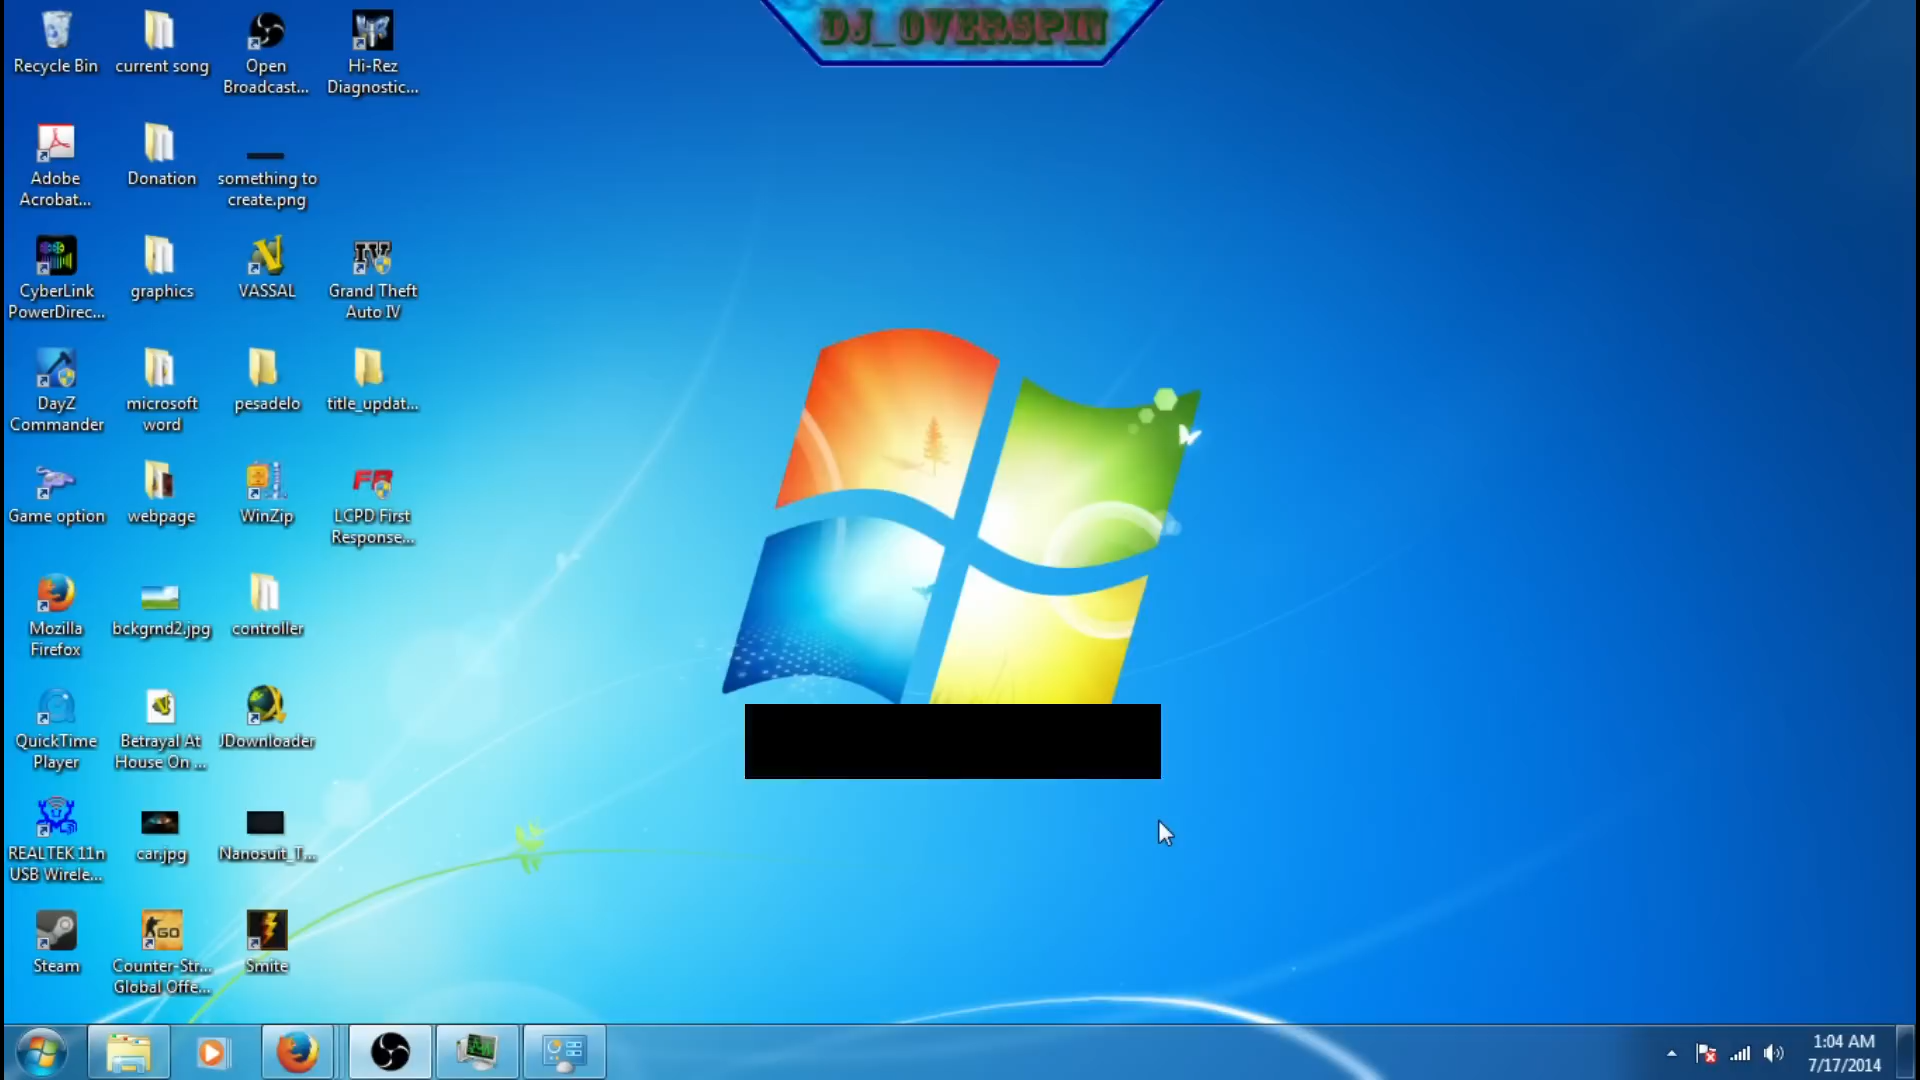 DJ_OVERSPIN
Recycle Bin
current song
Open
Broadcast...
Hi-Rez
Diagnostic...
Adobe
Acrobat...
Donation
something to
create.png
CyberLink
PowerDirec...
graphics
VASSAL
IV
Grand Theft
Auto IV
DayZ
Commander
microsoft
word
pesadelo
title_updat...
Game option
webpage
WinZip
FR
LCPD First
Response...
Mozilla
Firefox
bckgrnd2.jpg
controller
QuickTime
Player
Betrayal At
House On ...
JDownloader
REALTEK 11n
USB Wirele...
car.jpg
Nanosuit_T...
GO
Steam
Counter-Str...
Global Offe...
Smite
1:04 AM
7/17/2014